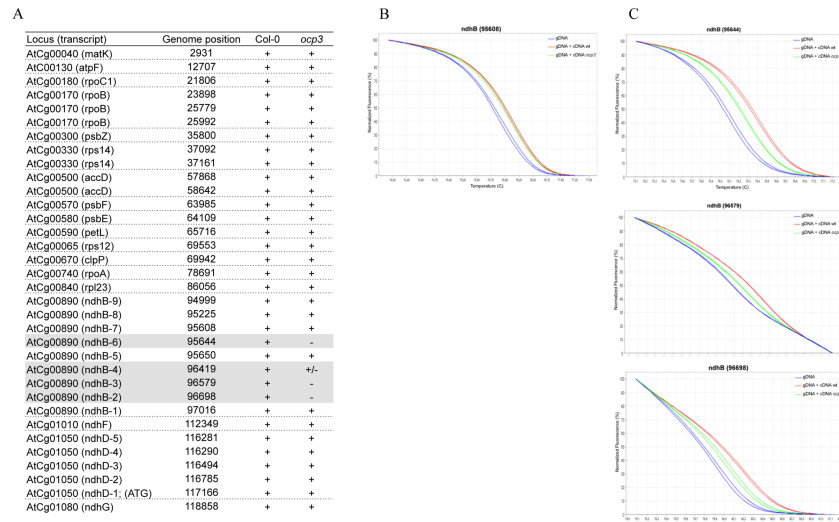 A
Locus (transcript) Genome position Col-0 ocp3
AtCg00040 (matK) 2931 + +
AtC00130 (atpF) 12707 + +
AtCg00180 (rpoC1) 21806 + +
AtCg00170 (rpoB) 23898 + +
AtCg00170 (rpoB) 25779 + +
AtCg00170 (rpoB) 25992 + +
AtCg00300 (psbZ) 35800 + +
AtCg00330 (rps14) 37092 + +
AtCg00330 (rps14) 37161 + +
AtCg00500 (accD) 57868 + +
AtCg00500 (accD) 58642 + +
AtCg00570 (psbF) 63985 + +
AtCg00580 (psbE) 64109 + +
AtCg00590 (petL) 65716 + +
AtCg00065 (rps12) 69553 + +
AtCg00670 (clpP) 69942 + +
AtCg00740 (rpoA) 78691 + +
AtCg00840 (rpl23) 86056 + +
AtCg00890 (ndhB-9) 94999 + +
AtCg00890 (ndhB-8) 95225 + +
AtCg00890 (ndhB-7) 95608 + +
AtCg00890 (ndhB-6) 95644 + -
AtCg00890 (ndhB-5) 95650 + +
AtCg00890 (ndhB-4) 96419 + +/-
AtCg00890 (ndhB-3) 96579 + -
AtCg00890 (ndhB-2) 96698 + -
AtCg00890 (ndhB-1) 97016 + +
AtCg01010 (ndhF) 112349 + +
AtCg01050 (ndhD-5) 116281 + +
AtCg01050 (ndhD-4) 116290 + +
AtCg01050 (ndhD-3) 116494 + +
AtCg01050 (ndhD-2) 116785 + +
AtCg01050 (ndhD-1; (ATG) 117166 + +
AtCg01080 (ndhG) 118858 + +
B
ndhB (95608)
gDNA
gDNA + cDNA wt
gDNA + cDNA ocp3
Normalized Fluorescence (%)
Temperature (C)
C
ndhB (95644)
gDNA
gDNA + cDNA wt
gDNA + cDNA ocp
Normalized Fluorescence (%)
Temperature (C)
ndhB (96579)
gDNA
gDNA + cDNA wt
gDNA + cDNA ocp
Normalized Fluorescence (%)
ndhB (96698)
gDNA
gDNA + cDNA wt
gDNA + cDNA ocp
Normalized Fluorescence (%)